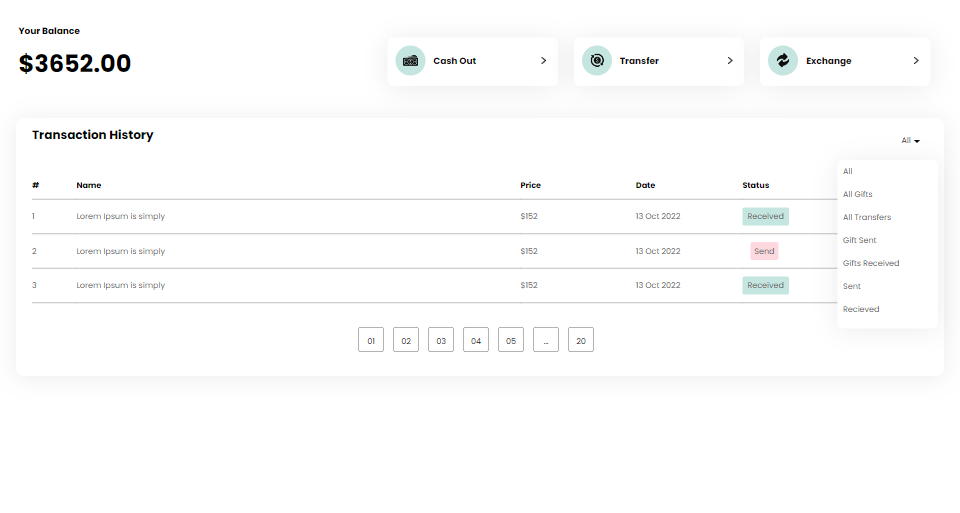 Your Balance
$3652.00
Cash Out
Transfer
Exchange
Transaction History
All
# Name Price Date Status
1 Lorem Ipsum is simply $152 13 Oct 2022 Received
2 Lorem Ipsum is simply $152 13 Oct 2022 Send
3 Lorem Ipsum is simply $152 13 Oct 2022 Received
All
All Gifts
All Transfers
Gift Sent
Gifts Received
Sent
Recieved
01 02 03 04 05 ... 20